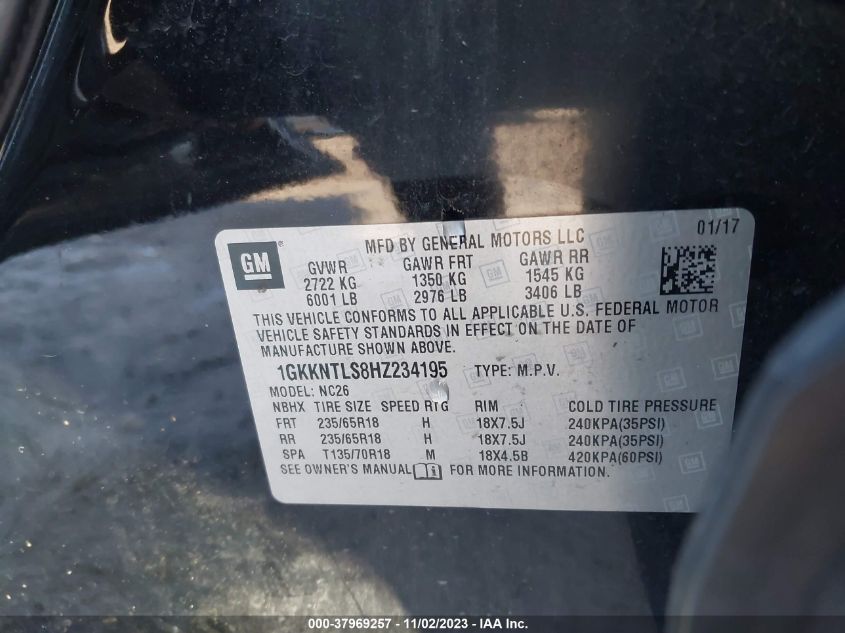 GM
MFD BY GENERAL MOTORS LLC
01/17
GVWR GAWR FRT GAWR RR
2722 KG 1350 KG 1545 KG
6001 LB 2976 LB 3406 LB
THIS VEHICLE CONFORMS TO ALL APPLICABLE U.S. FEDERAL MOTOR
VEHICLE SAFETY STANDARDS IN EFFECT ON THE DATE OF
MANUFACTURE SHOWN ABOVE.
1GKKNTLS8HZ234195 TYPE: M.P.V.
MODEL: NC26
NBHX TIRE SIZE SPEED RTG RIM COLD TIRE PRESSURE
FRT 235/65R18 H 18X7.5J 240KPA(35PSI)
RR 235/65R18 H 18X7.5J 240KPA(35PSI)
SPA T135/70R18 M 18X4.5B 420KPA(60PSI)
SEE OWNER'S MANUAL FOR MORE INFORMATION.
000-37969257 - 11/02/2023 - IAAI Inc.